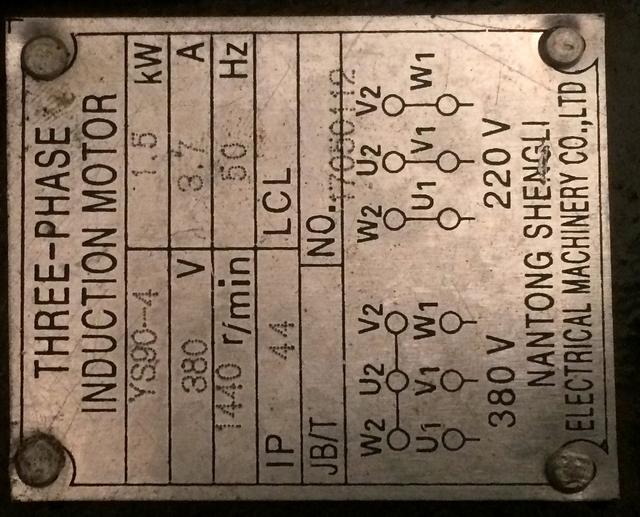 THREE-PHASE
INDUCTION MOTOR
YS90-4 1.5 kW
380 V 3.7 A
1440 r/min 50 Hz
IP 44 LCL
JB/T NO. 17050112
W2 U2 V2 W2 U2 V2
U1 V1 W1 U1 V1 W1
380 V 220 V
NANTONG SHENGLI
ELECTRICAL MACHINERY CO.,LTD